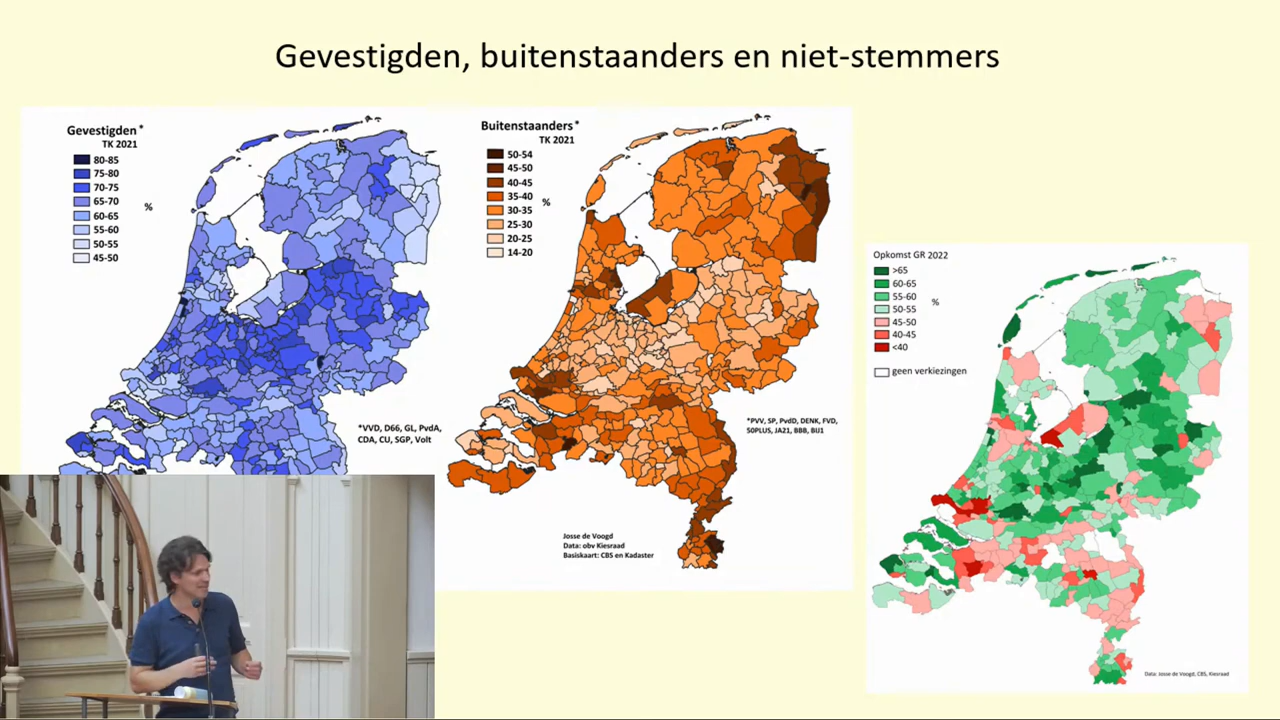 Gevestigden, buitenstaanders en niet-stemmers
Gevestigden*
TK 2021
80-85
75-80
70-75
65-70
60-65
55-60
50-55
45-50
%
*VVD, D66, GL, PvdA,
CDA, CU, SGP, Volt
Buitenstaanders*
TK 2021
50-54
45-50
40-45
35-40
30-35
25-30
20-25
14-20
%
*PVV, SP, PvdD, DENK, FVD,
50PLUS, JA21, BBB, BIJ1
Josse de Voogd
Data: obv Kiesraad
Basiskaart: CBS en Kadaster
Opkomst GR 2022
>65
60-65
55-60
50-55
45-50
40-45
<40
%
geen verkiezingen
Data: Josse de Voogd, CBS, Kiesraad